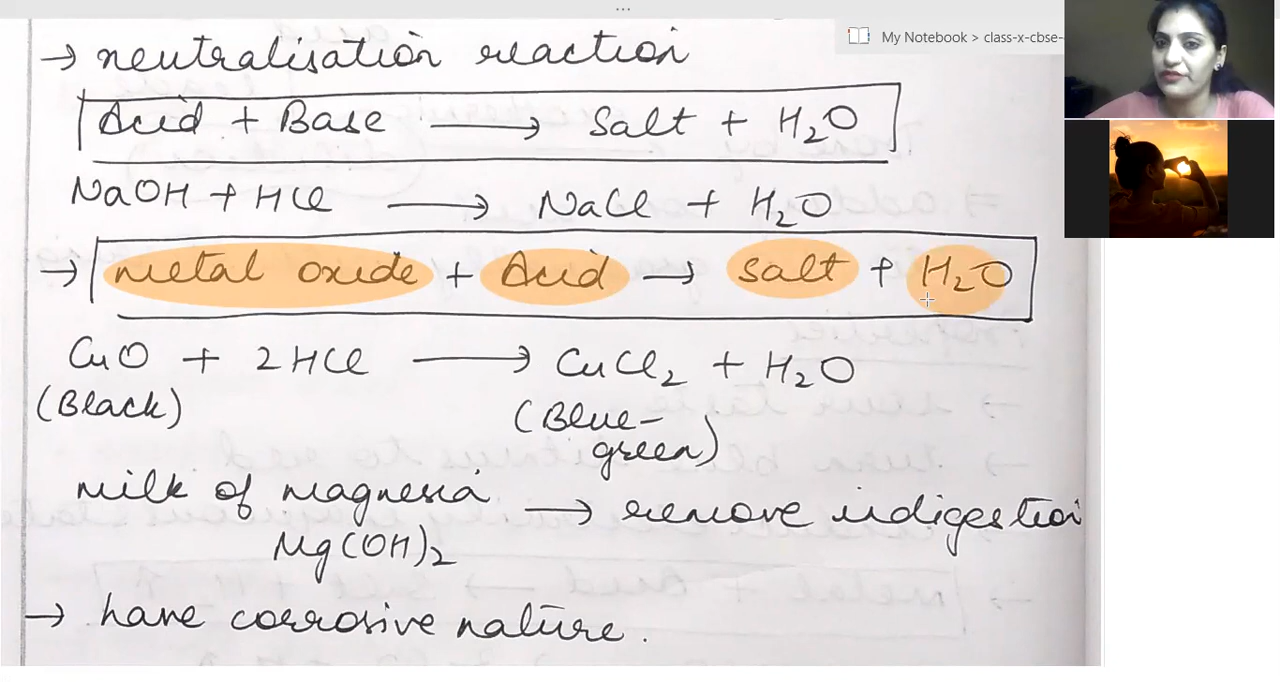 ...
My Notebook > class-x-cbse-
→ neutralisation reaction
Acid + Base ⟶ Salt + H₂O
NaOH + HCl ⟶ NaCl + H₂O
→ metal oxide + Acid → salt + H₂O
CuO + 2HCl ⟶ CuCl₂ + H₂O
(Black) (Blue-
green)
milk of magnesia → remove indigestion
Mg(OH)₂
→ have corrosive nature.